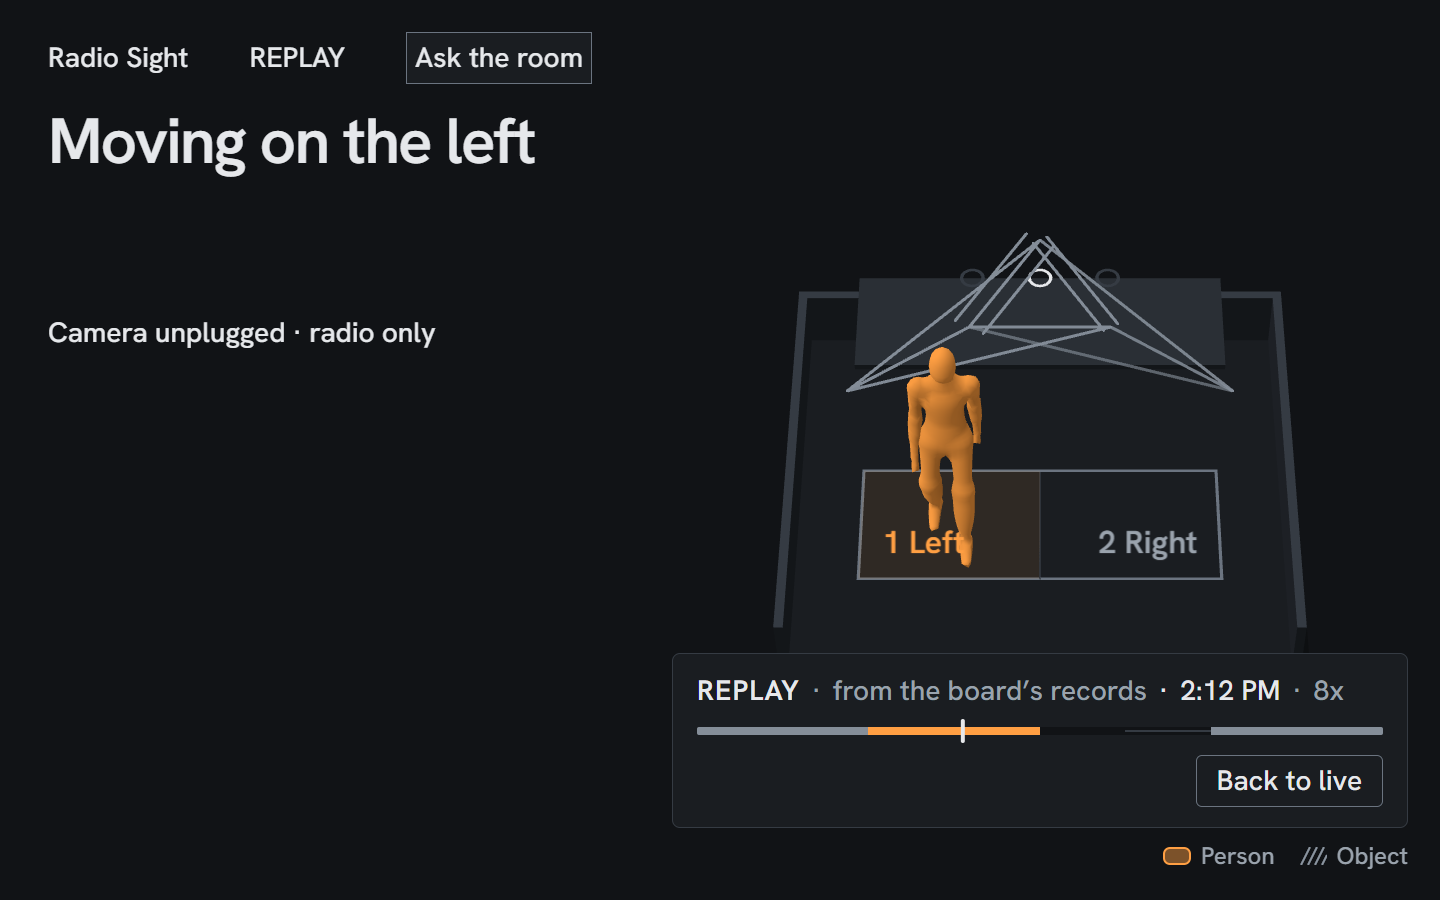 Radio Sight REPLAY Ask the room
Moving on the left
Camera unplugged · radio only
1 Left 2 Right
REPLAY · from the board’s records · 2:12 PM · 8x
Back to live
Person Object